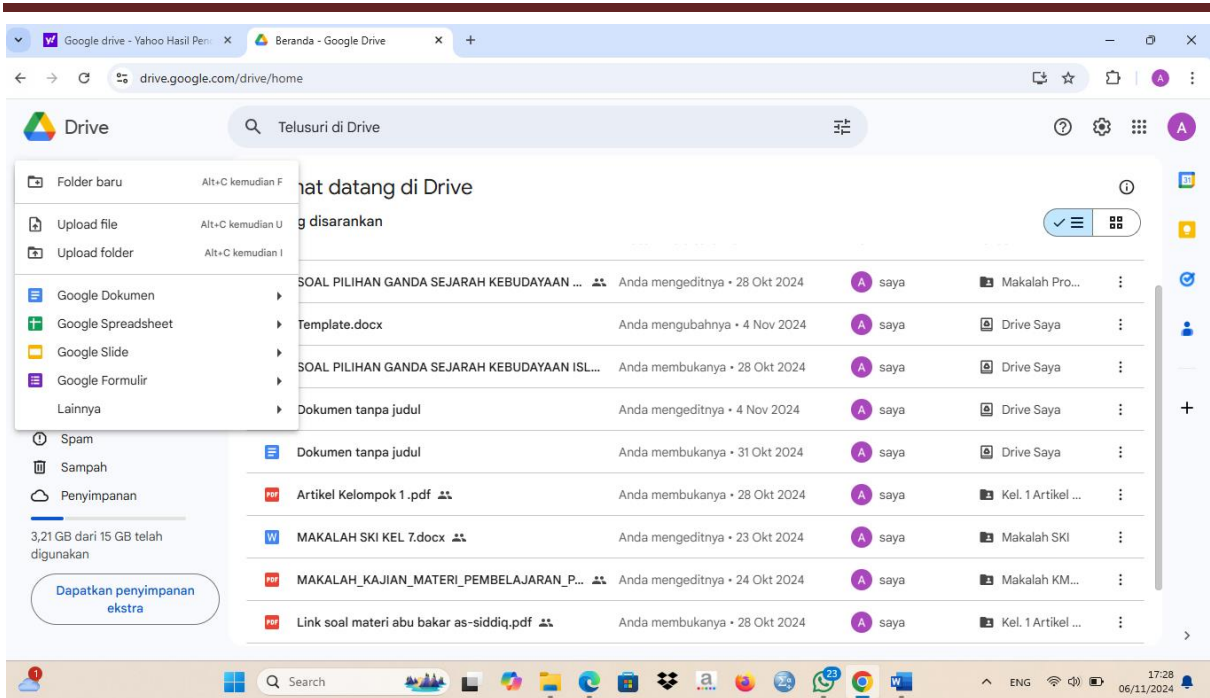 Google drive - Yahoo Hasil Penc
Beranda - Google Drive
drive.google.com/drive/home
A
Drive
Telusuri di Drive
A
Folder baru Alt+C kemudian F
Upload file Alt+C kemudian U
Upload folder Alt+C kemudian I
Google Dokumen
Google Spreadsheet
Google Slide
Google Formulir
Lainnya
Spam
Sampah
Penyimpanan
3,21 GB dari 15 GB telah
digunakan
Dapatkan penyimpanan
ekstra
hat datang di Drive
g disarankan
SOAL PILIHAN GANDA SEJARAH KEBUDAYAAN ... Anda mengeditnya • 28 Okt 2024 A saya Makalah Pro...
Template.docx Anda mengubahnya • 4 Nov 2024 A saya Drive Saya
SOAL PILIHAN GANDA SEJARAH KEBUDAYAAN ISL... Anda membukanya • 28 Okt 2024 A saya Drive Saya
Dokumen tanpa judul Anda mengeditnya • 4 Nov 2024 A saya Drive Saya
Dokumen tanpa judul Anda membukanya • 31 Okt 2024 A saya Drive Saya
PDF Artikel Kelompok 1 .pdf Anda membukanya • 28 Okt 2024 A saya Kel. 1 Artikel ...
W MAKALAH SKI KEL 7.docx Anda membukanya • 23 Okt 2024 A saya Makalah SKI
PDF MAKALAH_KAJIAN_MATERI_PEMBELAJARAN_P... Anda mengeditnya • 24 Okt 2024 A saya Makalah KM...
PDF Link soal materi abu bakar as-siddiq.pdf Anda membukanya • 28 Okt 2024 A saya Kel. 1 Artikel ...
31
1
Search
a
23
W
ENG
17:28
06/11/2024